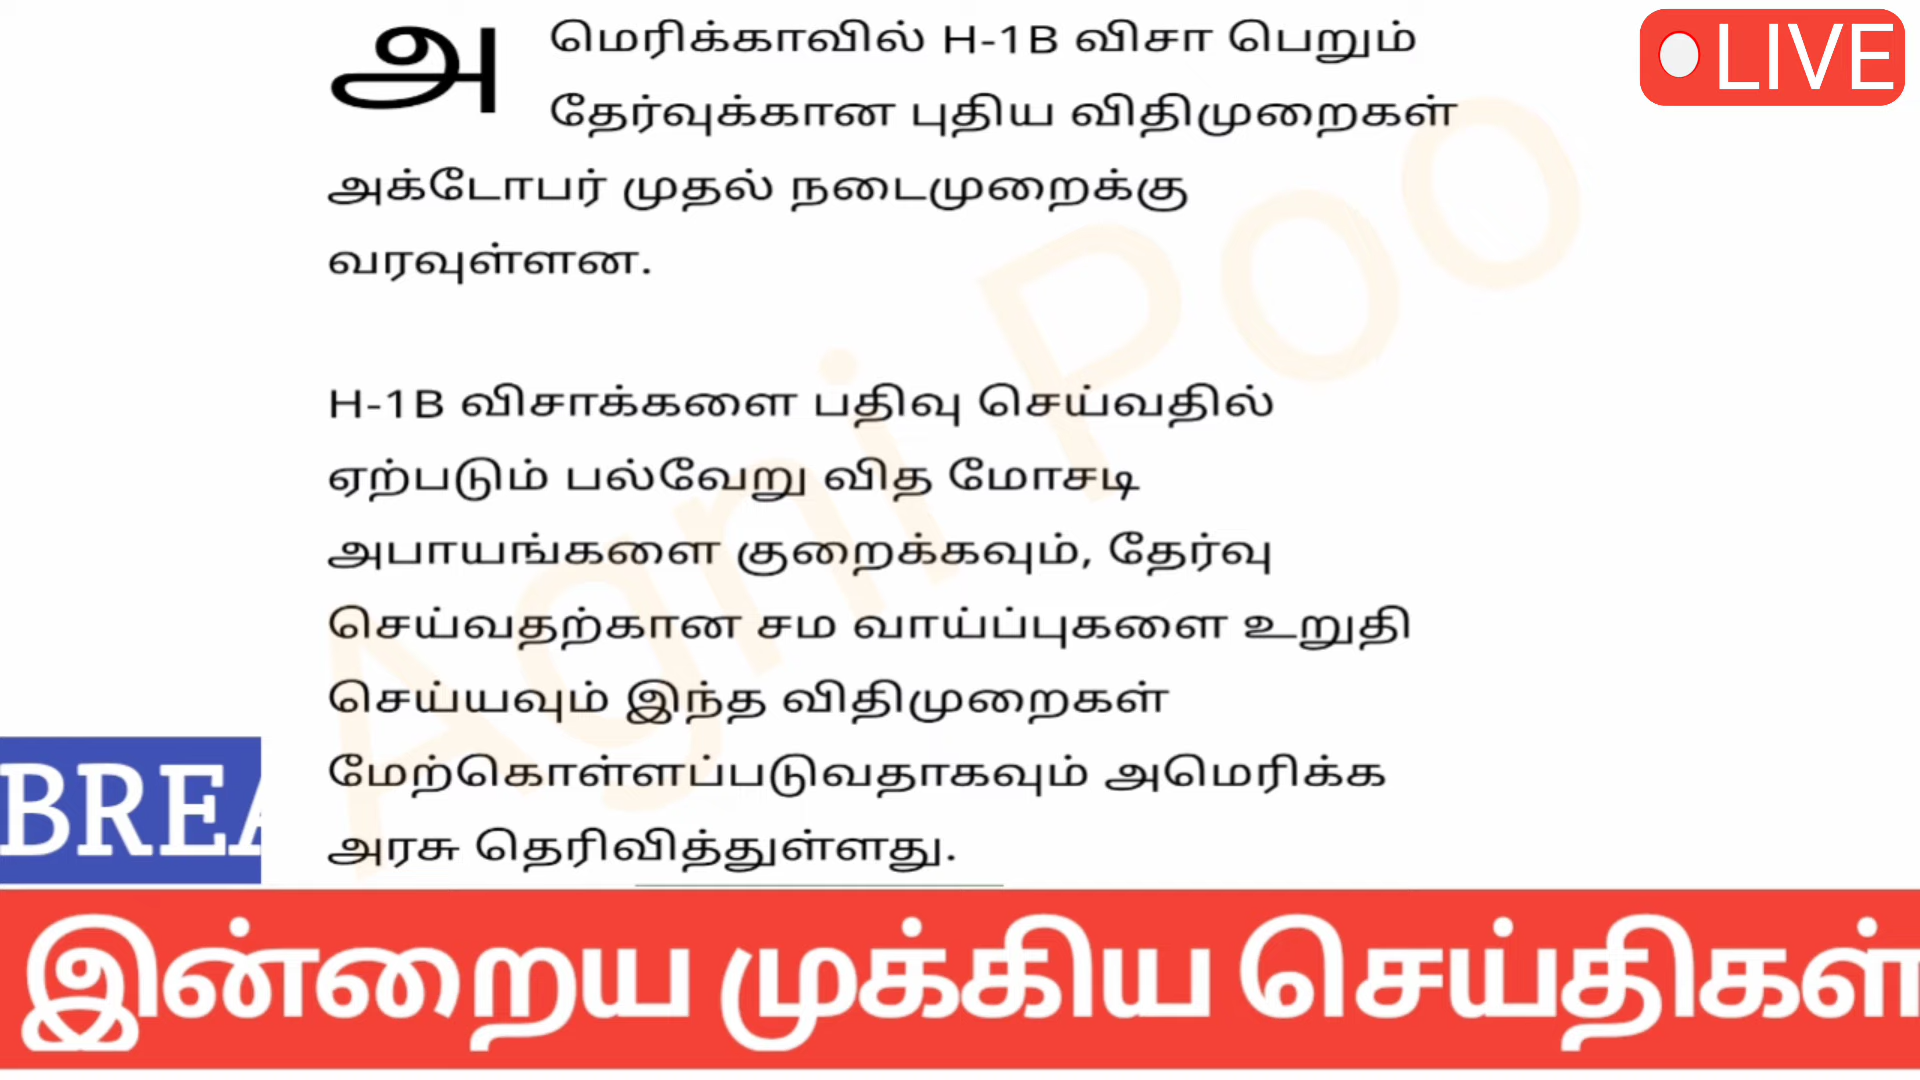 LIVE
அமெரிக்காவில் H-1B விசா பெறும்
தேர்வுக்கான புதிய விதிமுறைகள்
அக்டோபர் முதல் நடைமுறைக்கு
வரவுள்ளன.
H-1B விசாக்களை பதிவு செய்வதில்
ஏற்படும் பல்வேறு வித மோசடி
அபாயங்களை குறைக்கவும், தேர்வு
செய்வதற்கான சம வாய்ப்புகளை உறுதி
செய்யவும் இந்த விதிமுறைகள்
மேற்கொள்ளப்படுவதாகவும் அமெரிக்க
அரசு தெரிவித்துள்ளது.
Agni Poo
BREA
இன்றைய முக்கிய செய்திகள்